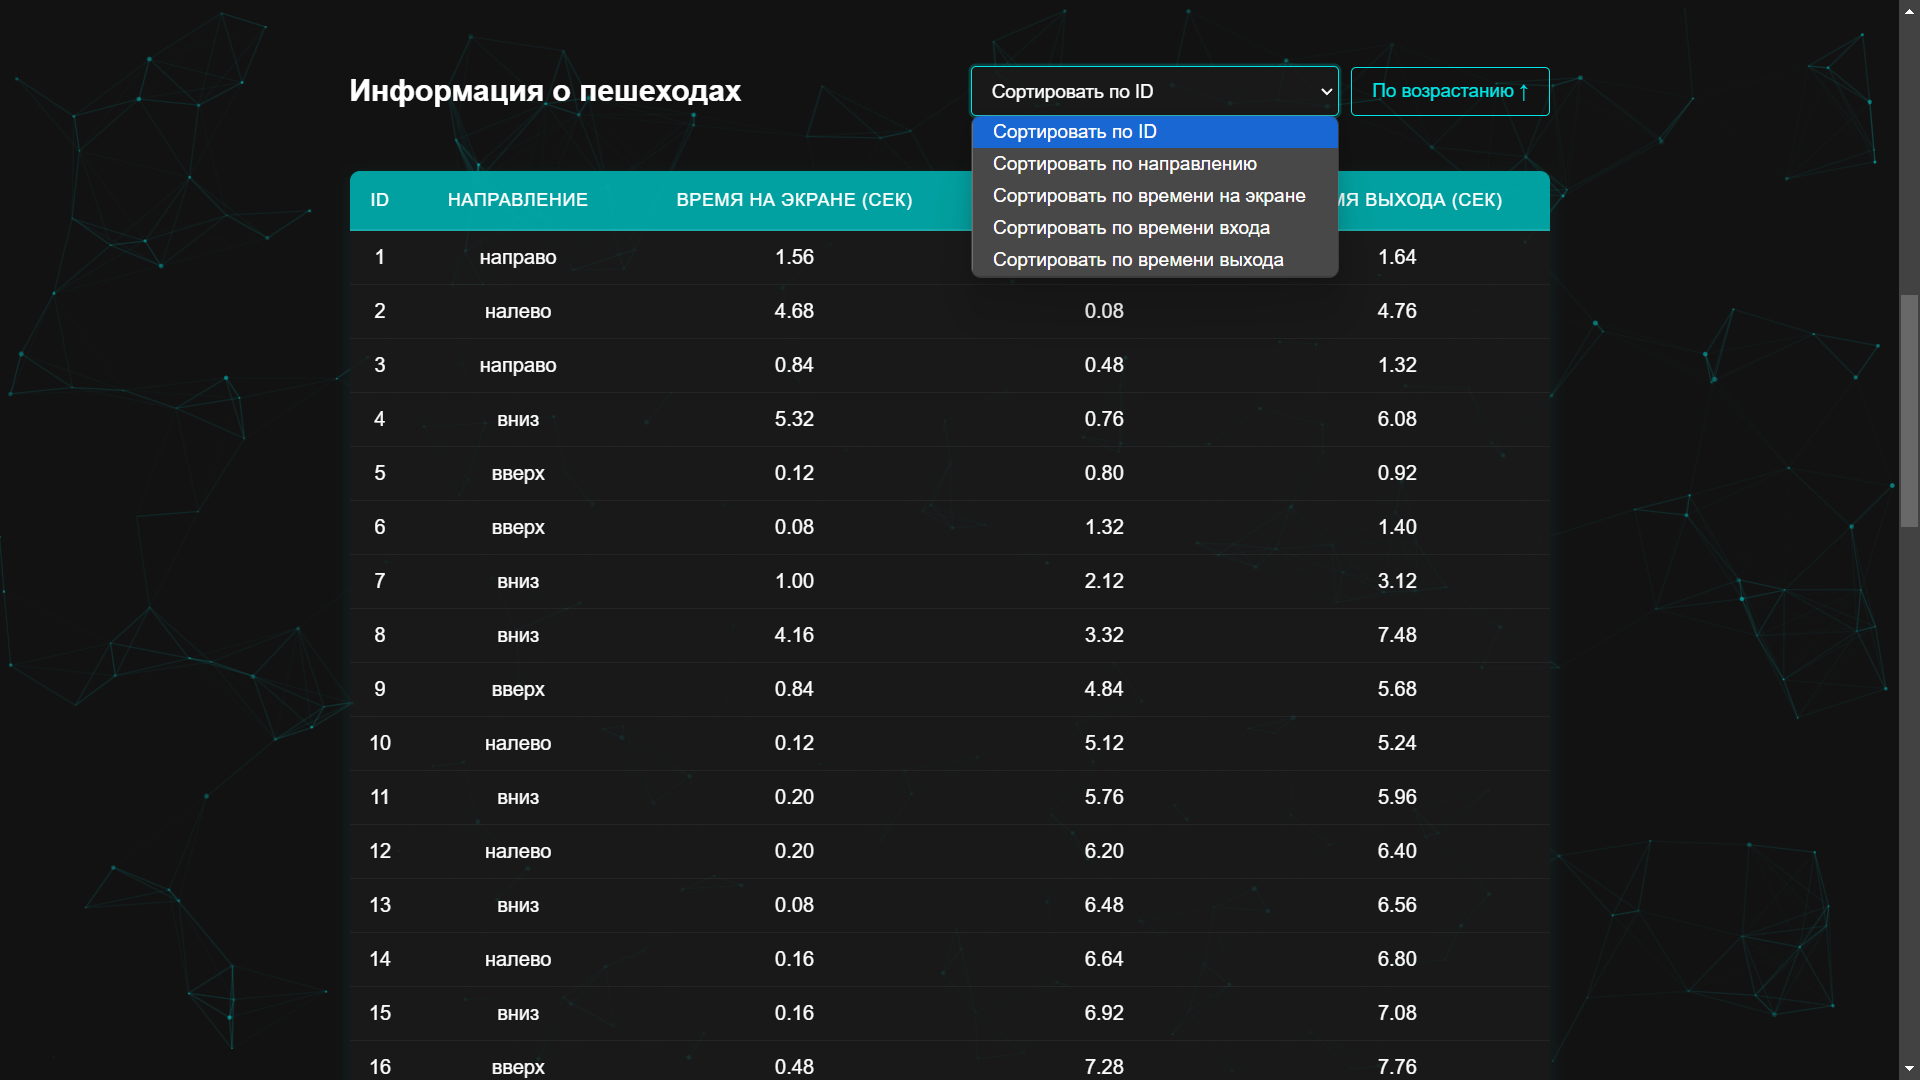 Информация о пешеходах
Сортировать по ID
По возрастанию ↑
Сортировать по ID
Сортировать по направлению
Сортировать по времени на экране
Сортировать по времени входа
Сортировать по времени выхода
ID НАПРАВЛЕНИЕ ВРЕМЯ НА ЭКРАНЕ (СЕК) ВЫХОДА (СЕК)
1 направо 1.56 1.64
2 налево 4.68 0.08 4.76
3 направо 0.84 0.48 1.32
4 вниз 5.32 0.76 6.08
5 вверх 0.12 0.80 0.92
6 вверх 0.08 1.32 1.40
7 вниз 1.00 2.12 3.12
8 вниз 4.16 3.32 7.48
9 вверх 0.84 4.84 5.68
10 налево 0.12 5.12 5.24
11 вниз 0.20 5.76 5.96
12 налево 0.20 6.20 6.40
13 вниз 0.08 6.48 6.56
14 налево 0.16 6.64 6.80
15 вниз 0.16 6.92 7.08
16 вверх 0.48 7.28 7.76